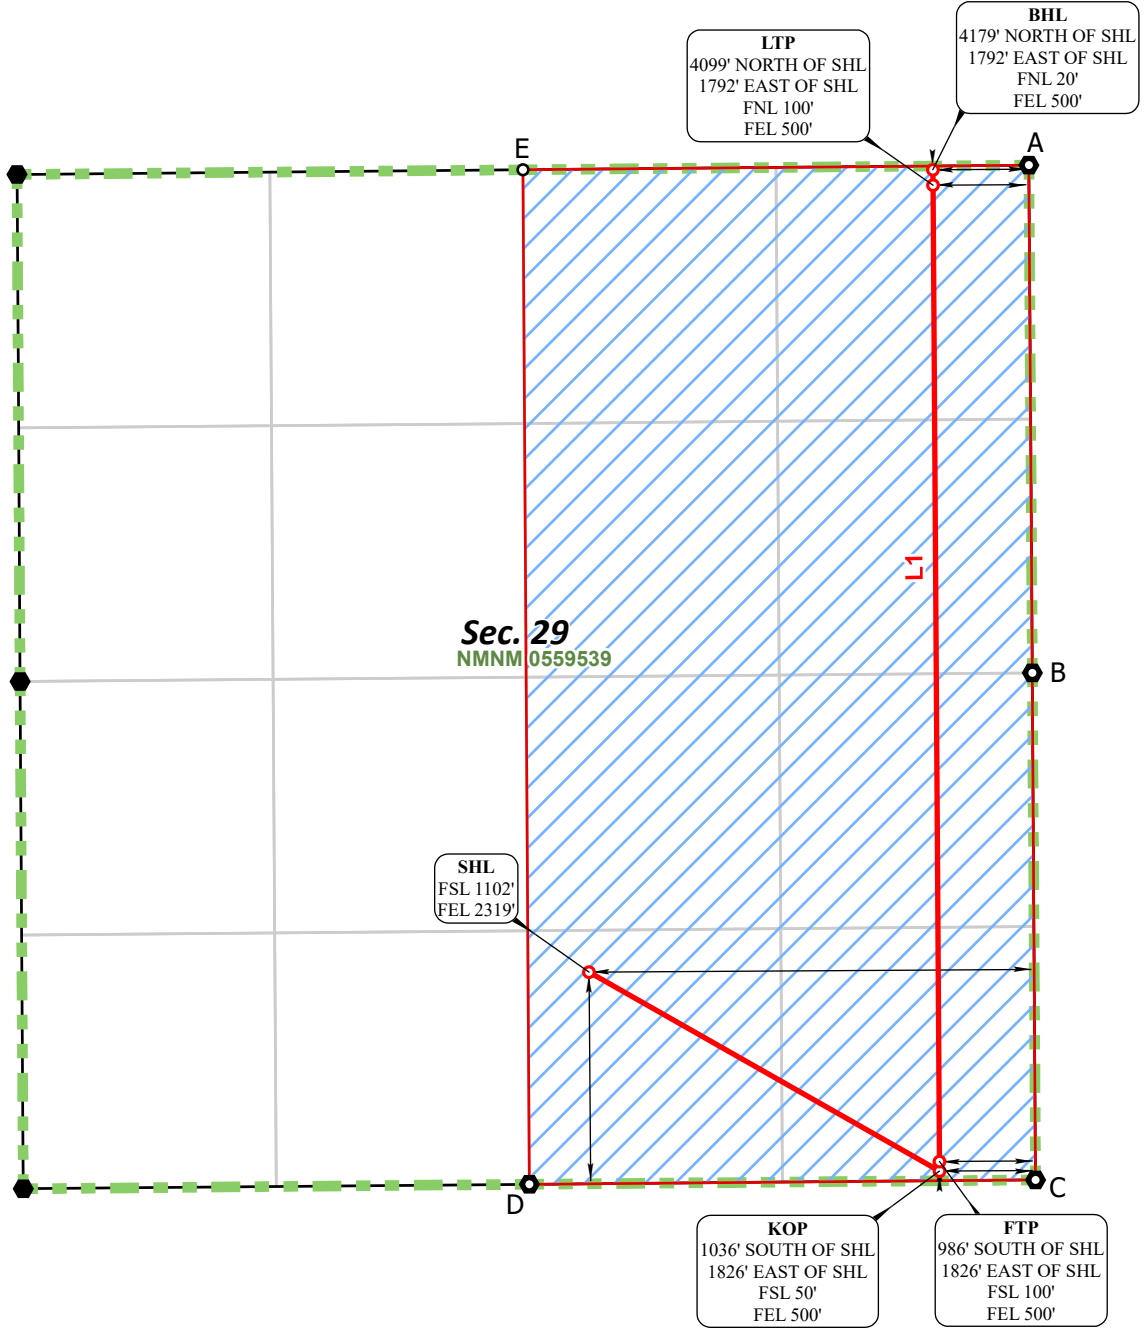 BHL
4179' NORTH OF SHL
1792' EAST OF SHL
FNL 20'
FEL 500'
LTP
4099' NORTH OF SHL
1792' EAST OF SHL
FNL 100'
FEL 500'
E
A
L1
Sec. 29
NMNM 0559539
B
SHL
FSL 1102'
FEL 2319'
D
C
KOP
1036' SOUTH OF SHL
1826' EAST OF SHL
FSL 50'
FEL 500'
FTP
986' SOUTH OF SHL
1826' EAST OF SHL
FSL 100'
FEL 500'